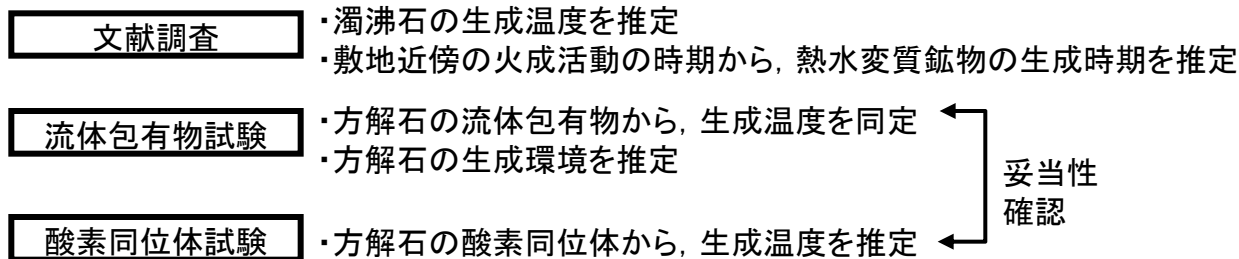 文献調査
・濁沸石の生成温度を推定
・敷地近傍の火成活動の時期から，熱水変質鉱物の生成時期を推定
流体包有物試験
・方解石の流体包有物から，生成温度を同定
・方解石の生成環境を推定
妥当性
確認
酸素同位体試験
・方解石の酸素同位体から，生成温度を推定